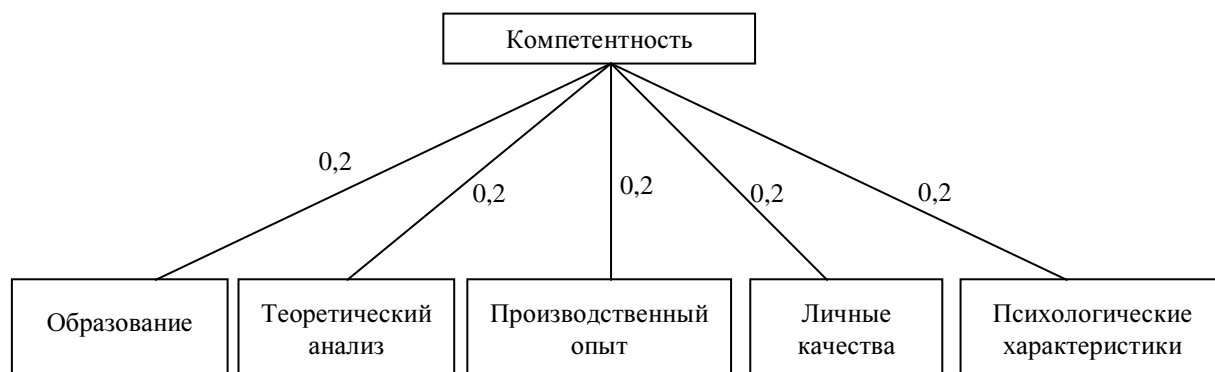 Компетентность
0,2
0,2
0,2
0,2
0,2
Образование
Теоретический
анализ
Производственный
опыт
Личные
качества
Психологические
характеристики